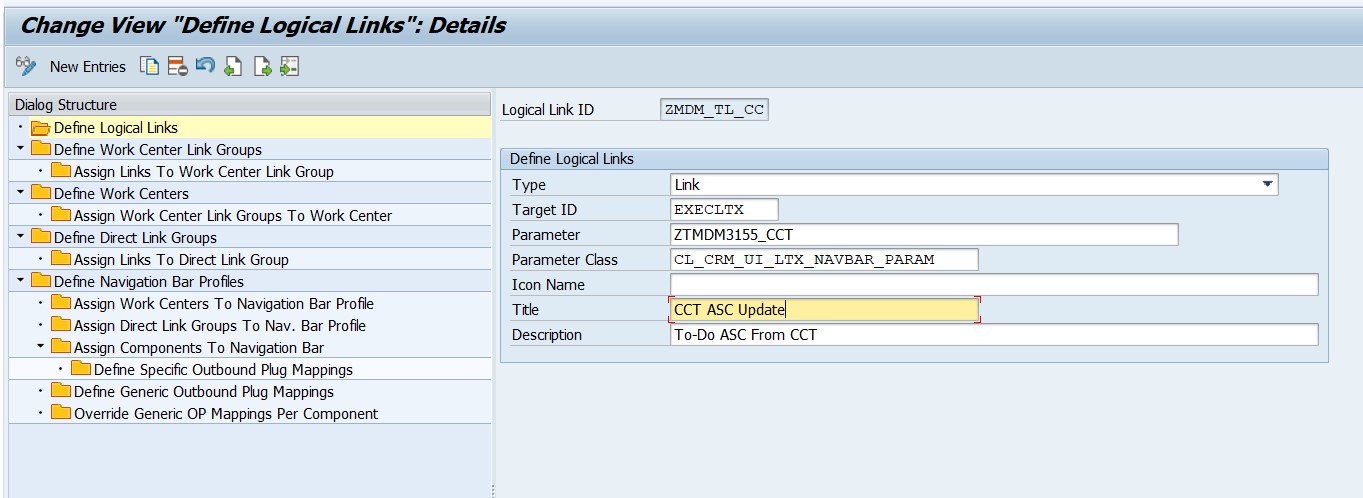 Change View "Define Logical Links": Details
New Entries
Dialog Structure
Define Logical Links
Define Work Center Link Groups
Assign Links To Work Center Link Group
Define Work Centers
Assign Work Center Link Groups To Work Center
Define Direct Link Groups
Assign Links To Direct Link Group
Define Navigation Bar Profiles
Assign Work Centers To Navigation Bar Profile
Assign Direct Link Groups To Nav. Bar Profile
Assign Components To Navigation Bar
Define Specific Outbound Plug Mappings
Define Generic Outbound Plug Mappings
Override Generic OP Mappings Per Component
Logical Link ID ZMDM_TL_CC
Define Logical Links
Type Link
Target ID EXECLTX
Parameter ZTMDM3155_CCT
Parameter Class CL_CRM_UI_LTX_NAVBAR_PARAM
Icon Name
Title CCT ASC Update
Description To-Do ASC From CCT